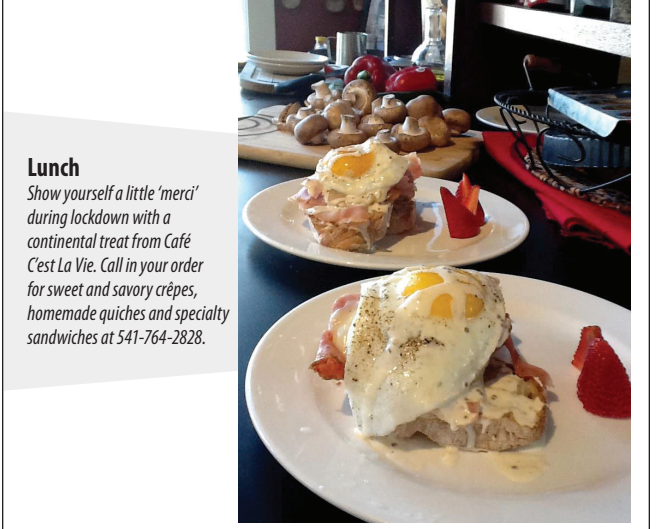 Lunch
Show yourself a little ‘merci’
during lockdown with a
continental treat from Café
C’est La Vie. Call in your order
for sweet and savory crêpes,
homemade quiches and specialty
sandwiches at 541-764-2828.